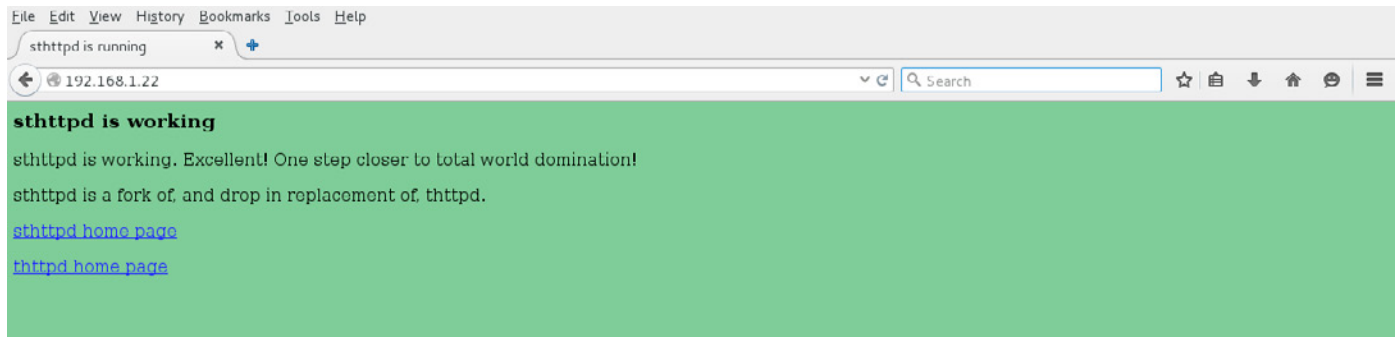 File Edit View History Bookmarks Tools Help
sthttpd is running
192.168.1.22 Search
sthttpd is working
sthttpd is working. Excellent! One step closer to total world domination!
sthttpd is a fork of, and drop in replacement of, thttpd.
sthttpd home page
thttpd home page